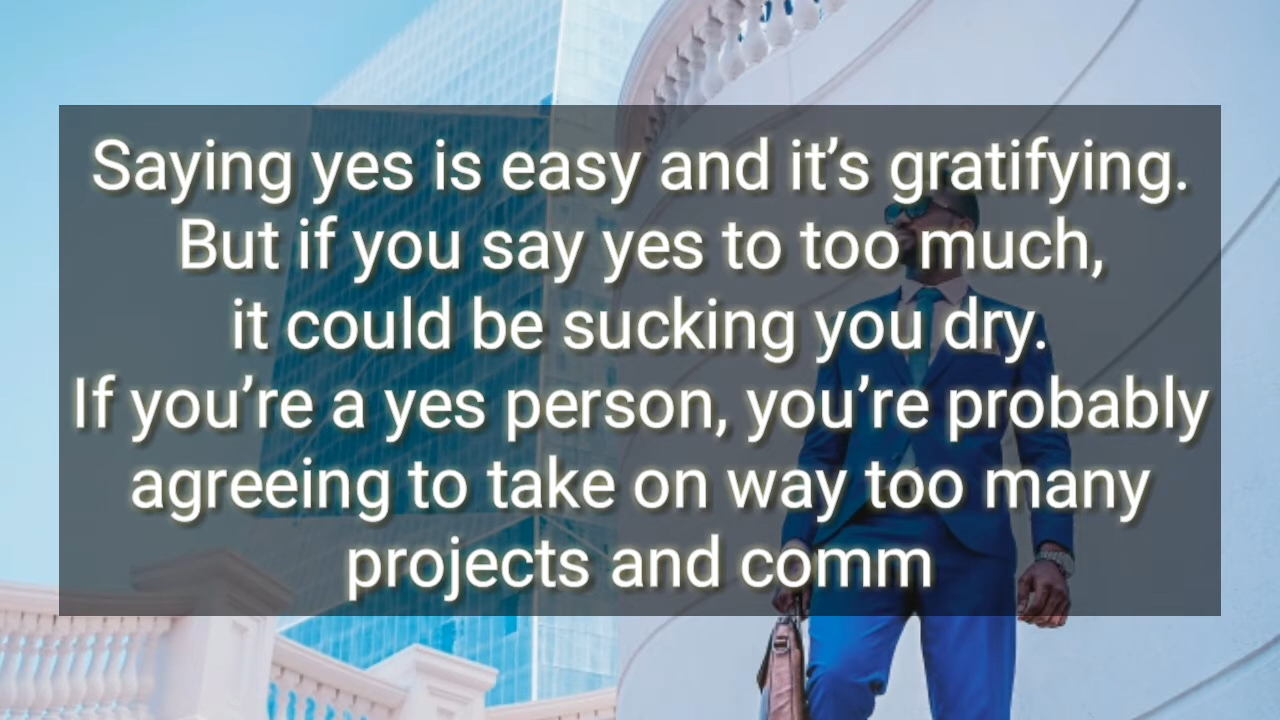 Saying yes is easy and it’s gratifying.
But if you say yes to too much,
it could be sucking you dry.
If you’re a yes person, you’re probably
agreeing to take on way too many
projects and comm